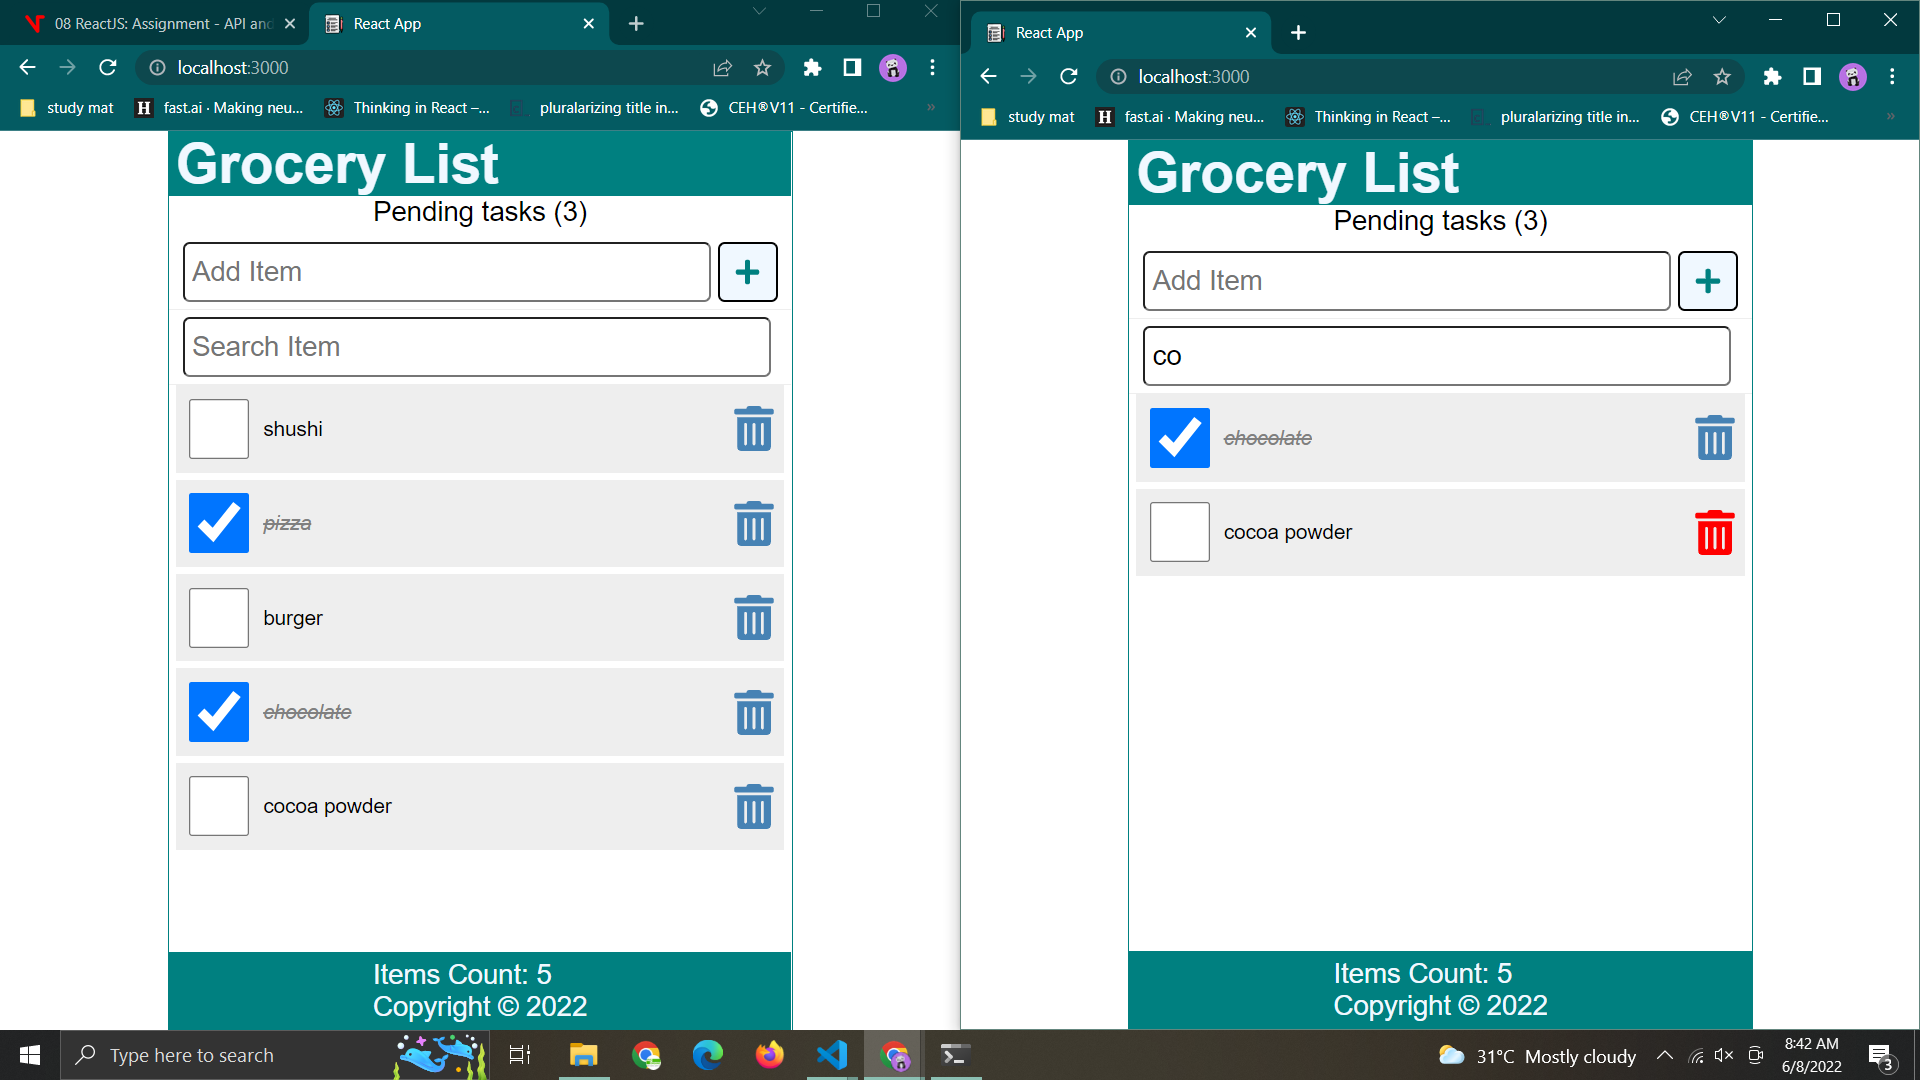 08 ReactJS: Assignment - API and
React App
localhost:3000
study mat
fast.ai · Making neu...
Thinking in React –...
pluralarizing title in...
CEH®V11 - Certifie...
»
Grocery List
Pending tasks (3)
Add Item
Search Item
shushi
pizza
burger
chocolate
cocoa powder
Items Count: 5
Copyright © 2022
React App
localhost:3000
study mat
fast.ai · Making neu...
Thinking in React –...
pluralarizing title in...
CEH®V11 - Certifie...
»
Grocery List
Pending tasks (3)
Add Item
co
chocolate
cocoa powder
Items Count: 5
Copyright © 2022
Type here to search
31°C Mostly cloudy
8:42 AM
6/8/2022
3